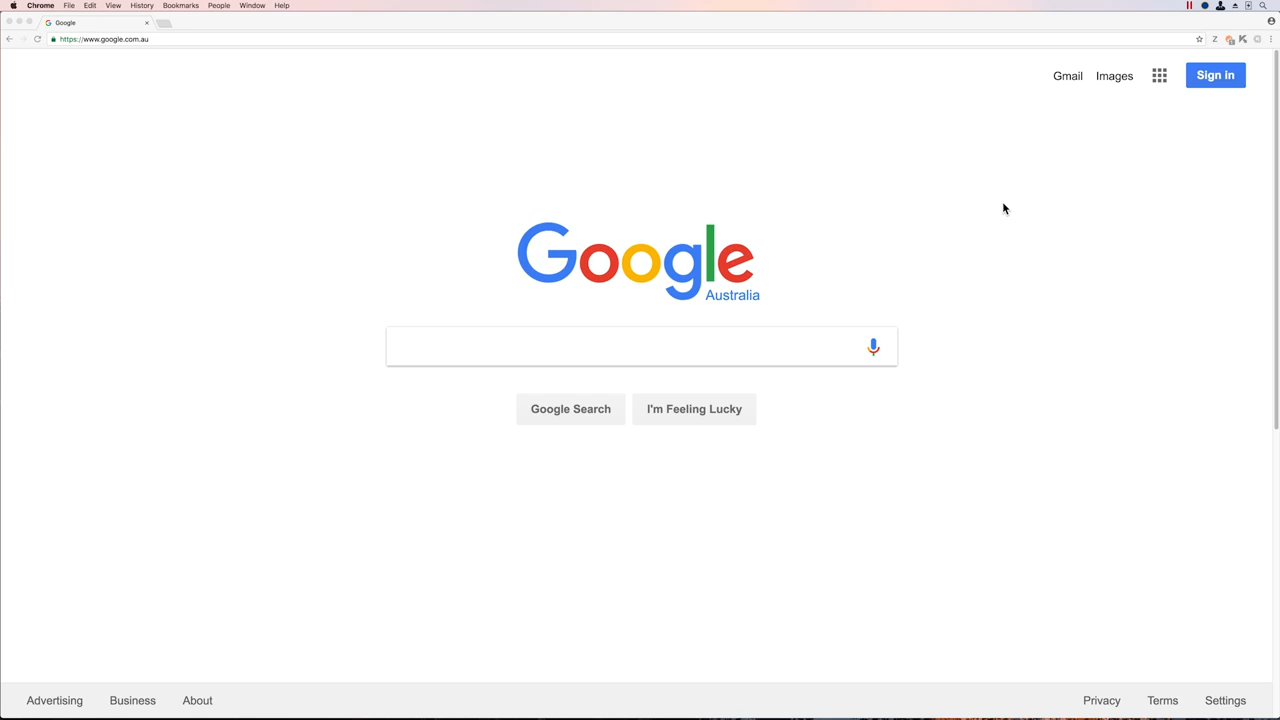 Chrome File Edit View History Bookmarks People Window Help
Google
https://www.google.com.au
Gmail Images Sign in
Google
Australia
Google Search I'm Feeling Lucky
Advertising Business About Privacy Terms Settings